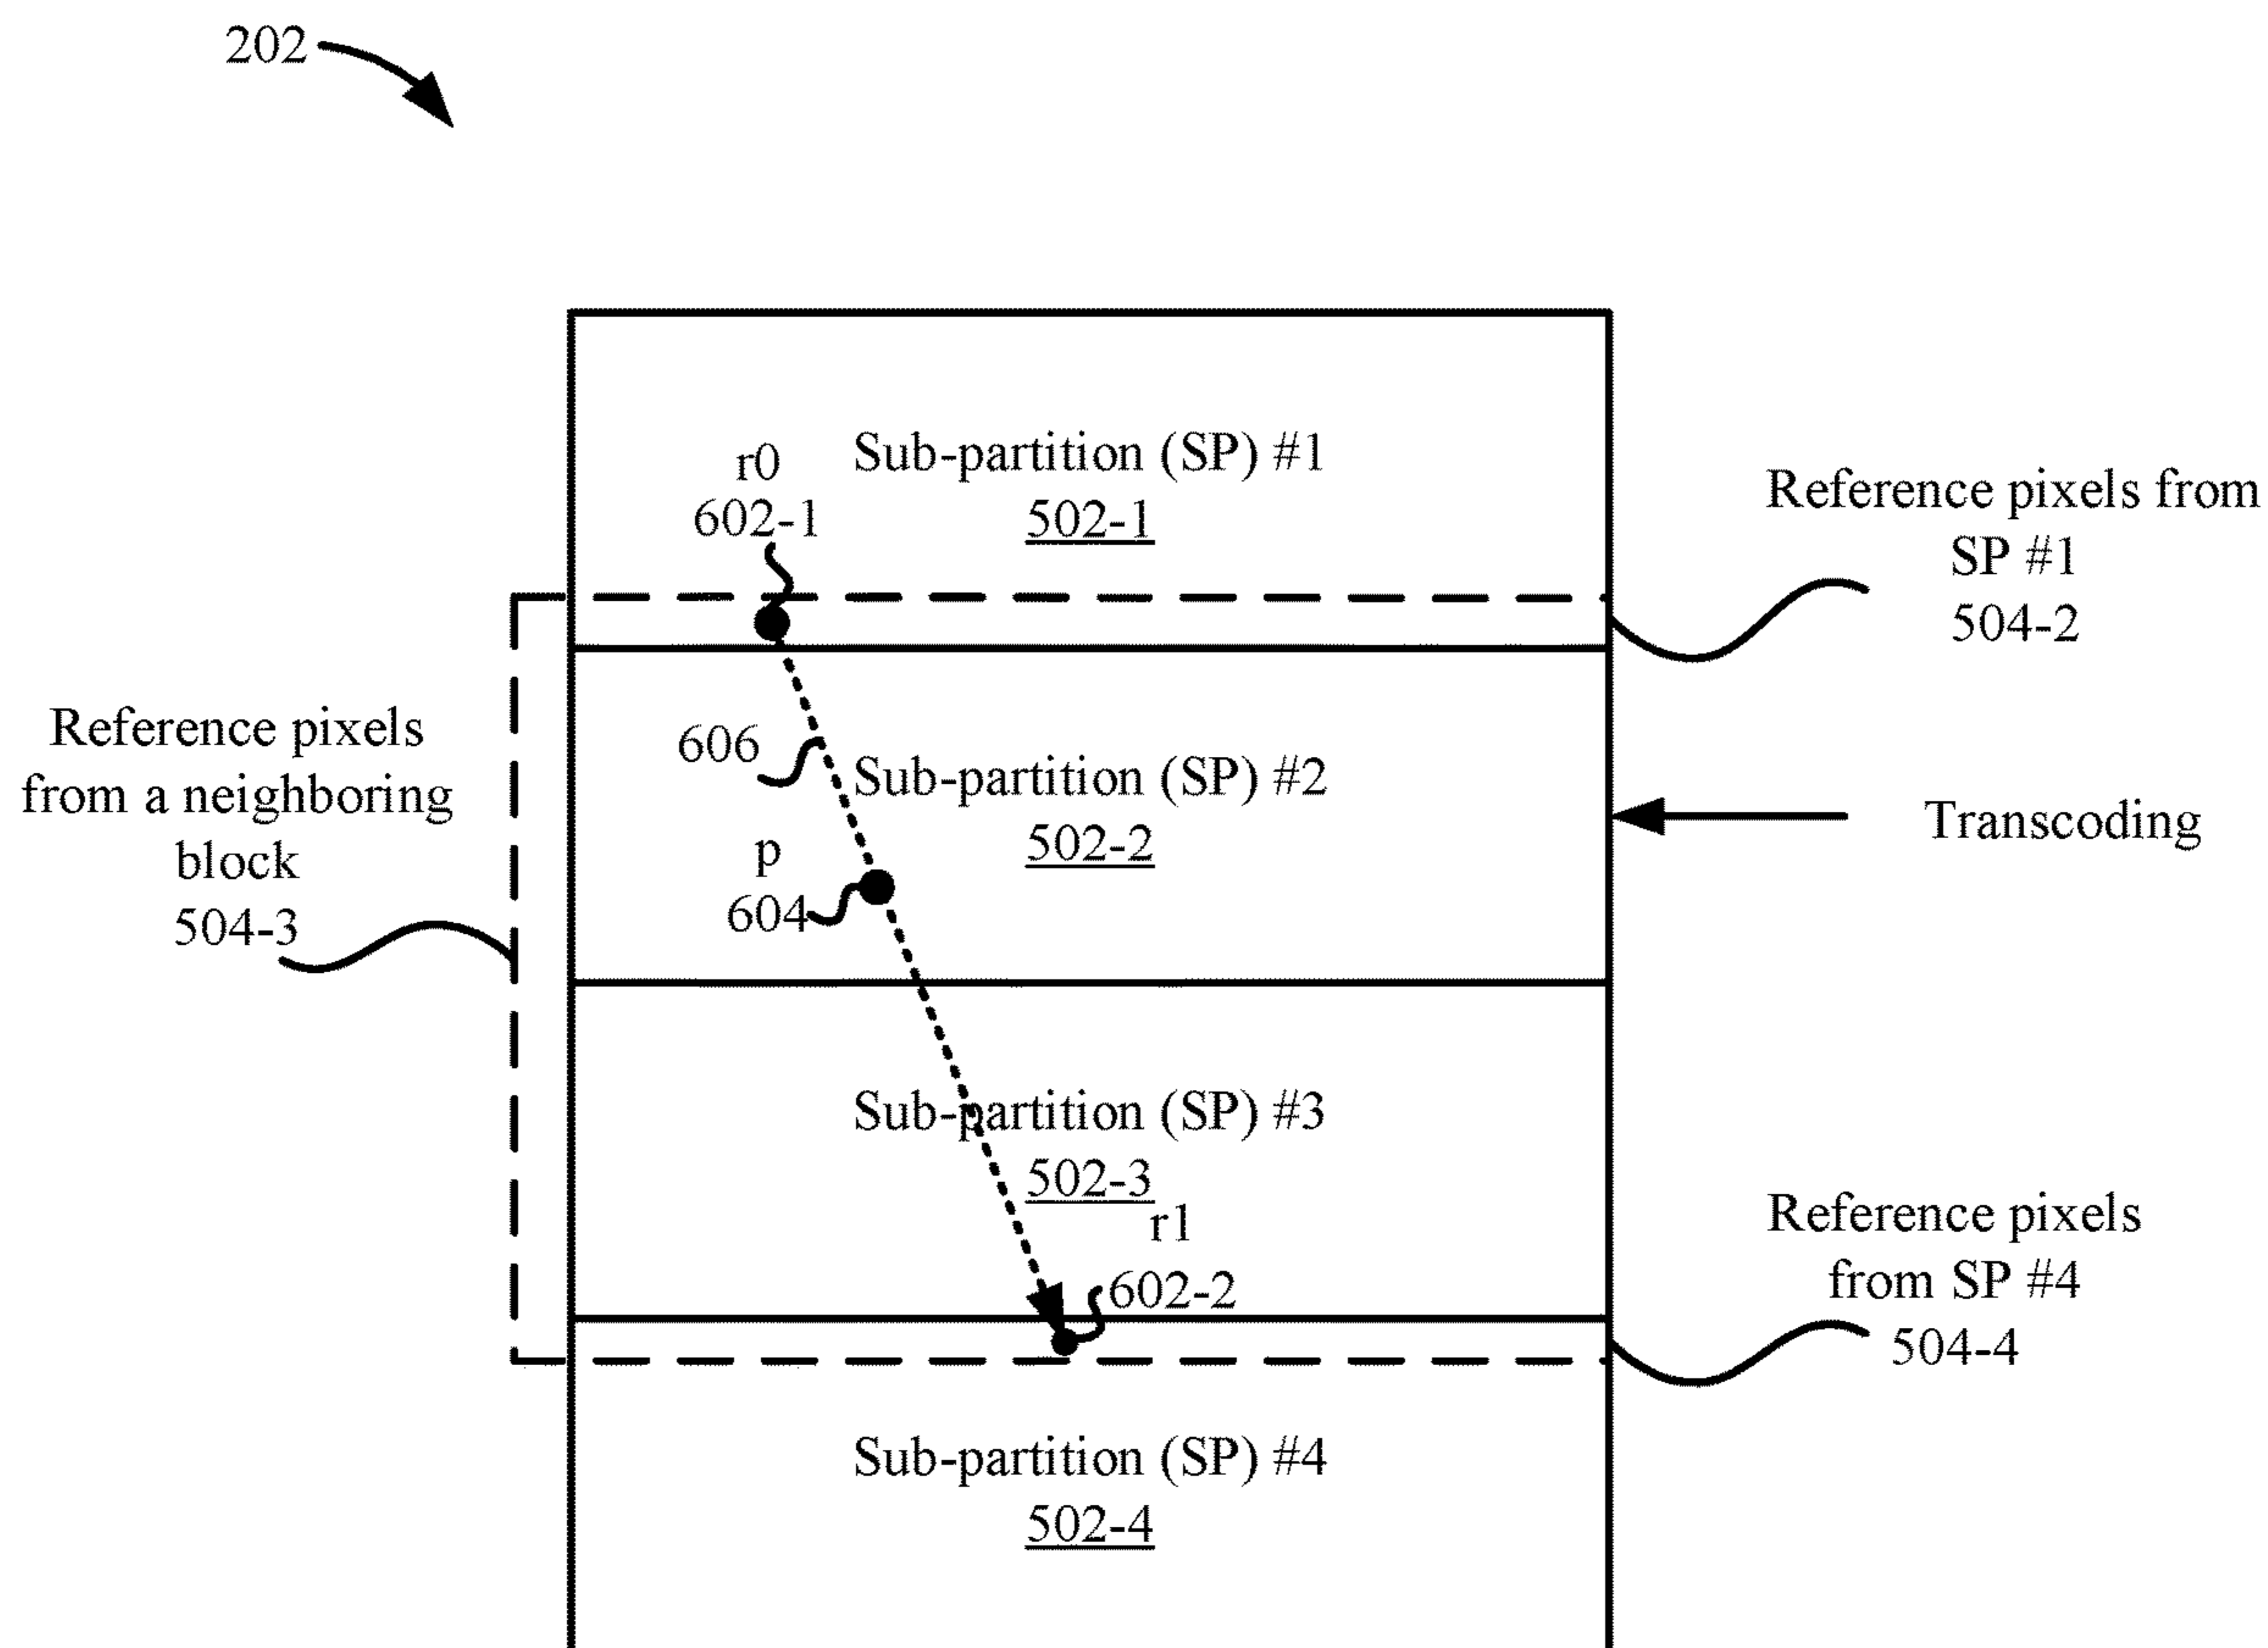 202
Sub-partition (SP) #1
502-1
r0
602-1
Reference pixels from
SP #1
504-2
Reference pixels
from a neighboring
block
504-3
606
Sub-partition (SP) #2
502-2
p
604
Transcoding
Sub-partition (SP) #3
502-3
r1
602-2
Reference pixels
from SP #4
504-4
Sub-partition (SP) #4
502-4